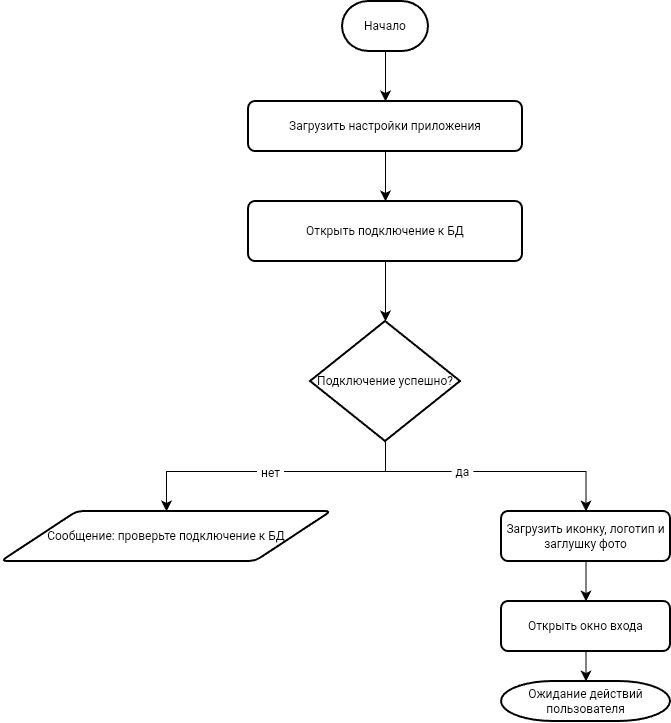 Начало
Загрузить настройки приложения
Открыть подключение к БД
Подключение успешно?
нет
да
Сообщение: проверьте подключение к БД
Загрузить иконку, логотип и
заглушку фото
Открыть окно входа
Ожидание действий
пользователя